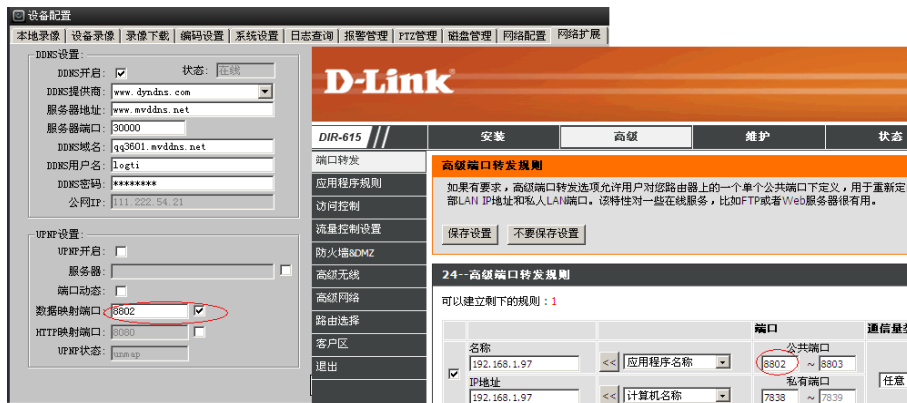 设备配置
本地录像 设备录像 录像下载 编码设置 系统设置 日志查询 报警管理 PTZ管理 磁盘管理 网络配置 网络扩展
DDNS设置:
DDNS开启: 状态: 在线
DDNS提供商: www.dyndns.com
服务器地址: www.mvddns.net
服务器端口: 30000
DDNS域名: qq3601.mvddns.net
DDNS用户名: logti
DDNS密码: ********
公网IP: 111.222.54.21
UPNP设置:
UPNP开启:
服务器:
端口动态:
数据映射端口: 8802
HTTP映射端口: 8080
UPNP状态: unmap
D-Link
DIR-615 安装 高级 维护 状态
端口转发
应用程序规则
访问控制
流量控制设置
防火墙&DMZ
高级无线
高级网络
路由选择
客户区
退出
高级端口转发规则
如果有要求，高级端口转发选项允许用户对您路由器上的一个单个公共端口下定义，用于重新定
部LAN IP地址和私人LAN端口。该特性对一些在线服务，比如FTP或者Web服务器很有用。
保存设置 不要保存设置
24--高级端口转发规则
可以建立剩下的规则：1
端口 通信量类
名称 公共端口
192.168.1.97 << 应用程序名称 8802 ~ 8803
IP地址 私有端口 任意
192.168.1.97 << 计算机名称 7838 ~ 7839